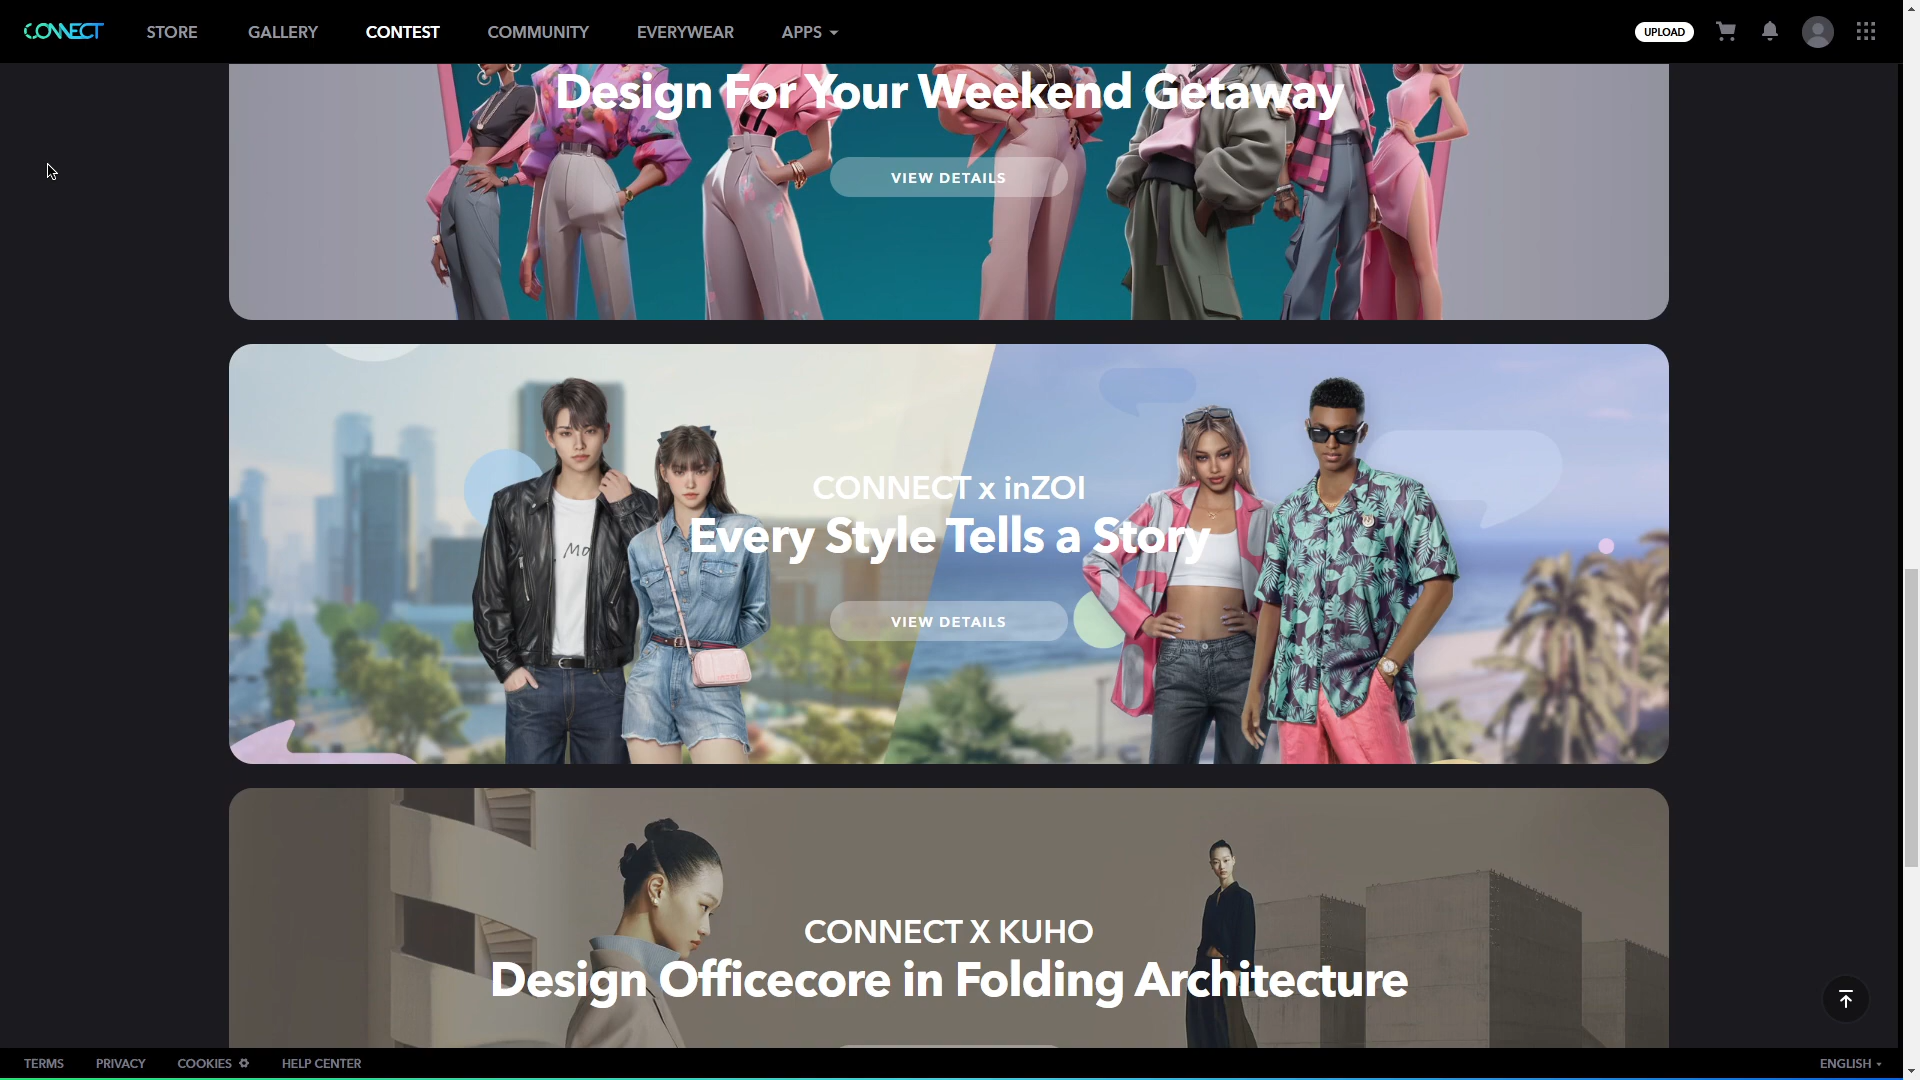 CONNECT
STORE
GALLERY
CONTEST
COMMUNITY
EVERYWEAR
APPS
UPLOAD
Design For Your Weekend Getaway
VIEW DETAILS
Mo
CONNECT x inZOI
Every Style Tells a Story
VIEW DETAILS
CONNECT X KUHO
Design Officecore in Folding Architecture
TERMS
PRIVACY
COOKIES
HELP CENTER
ENGLISH